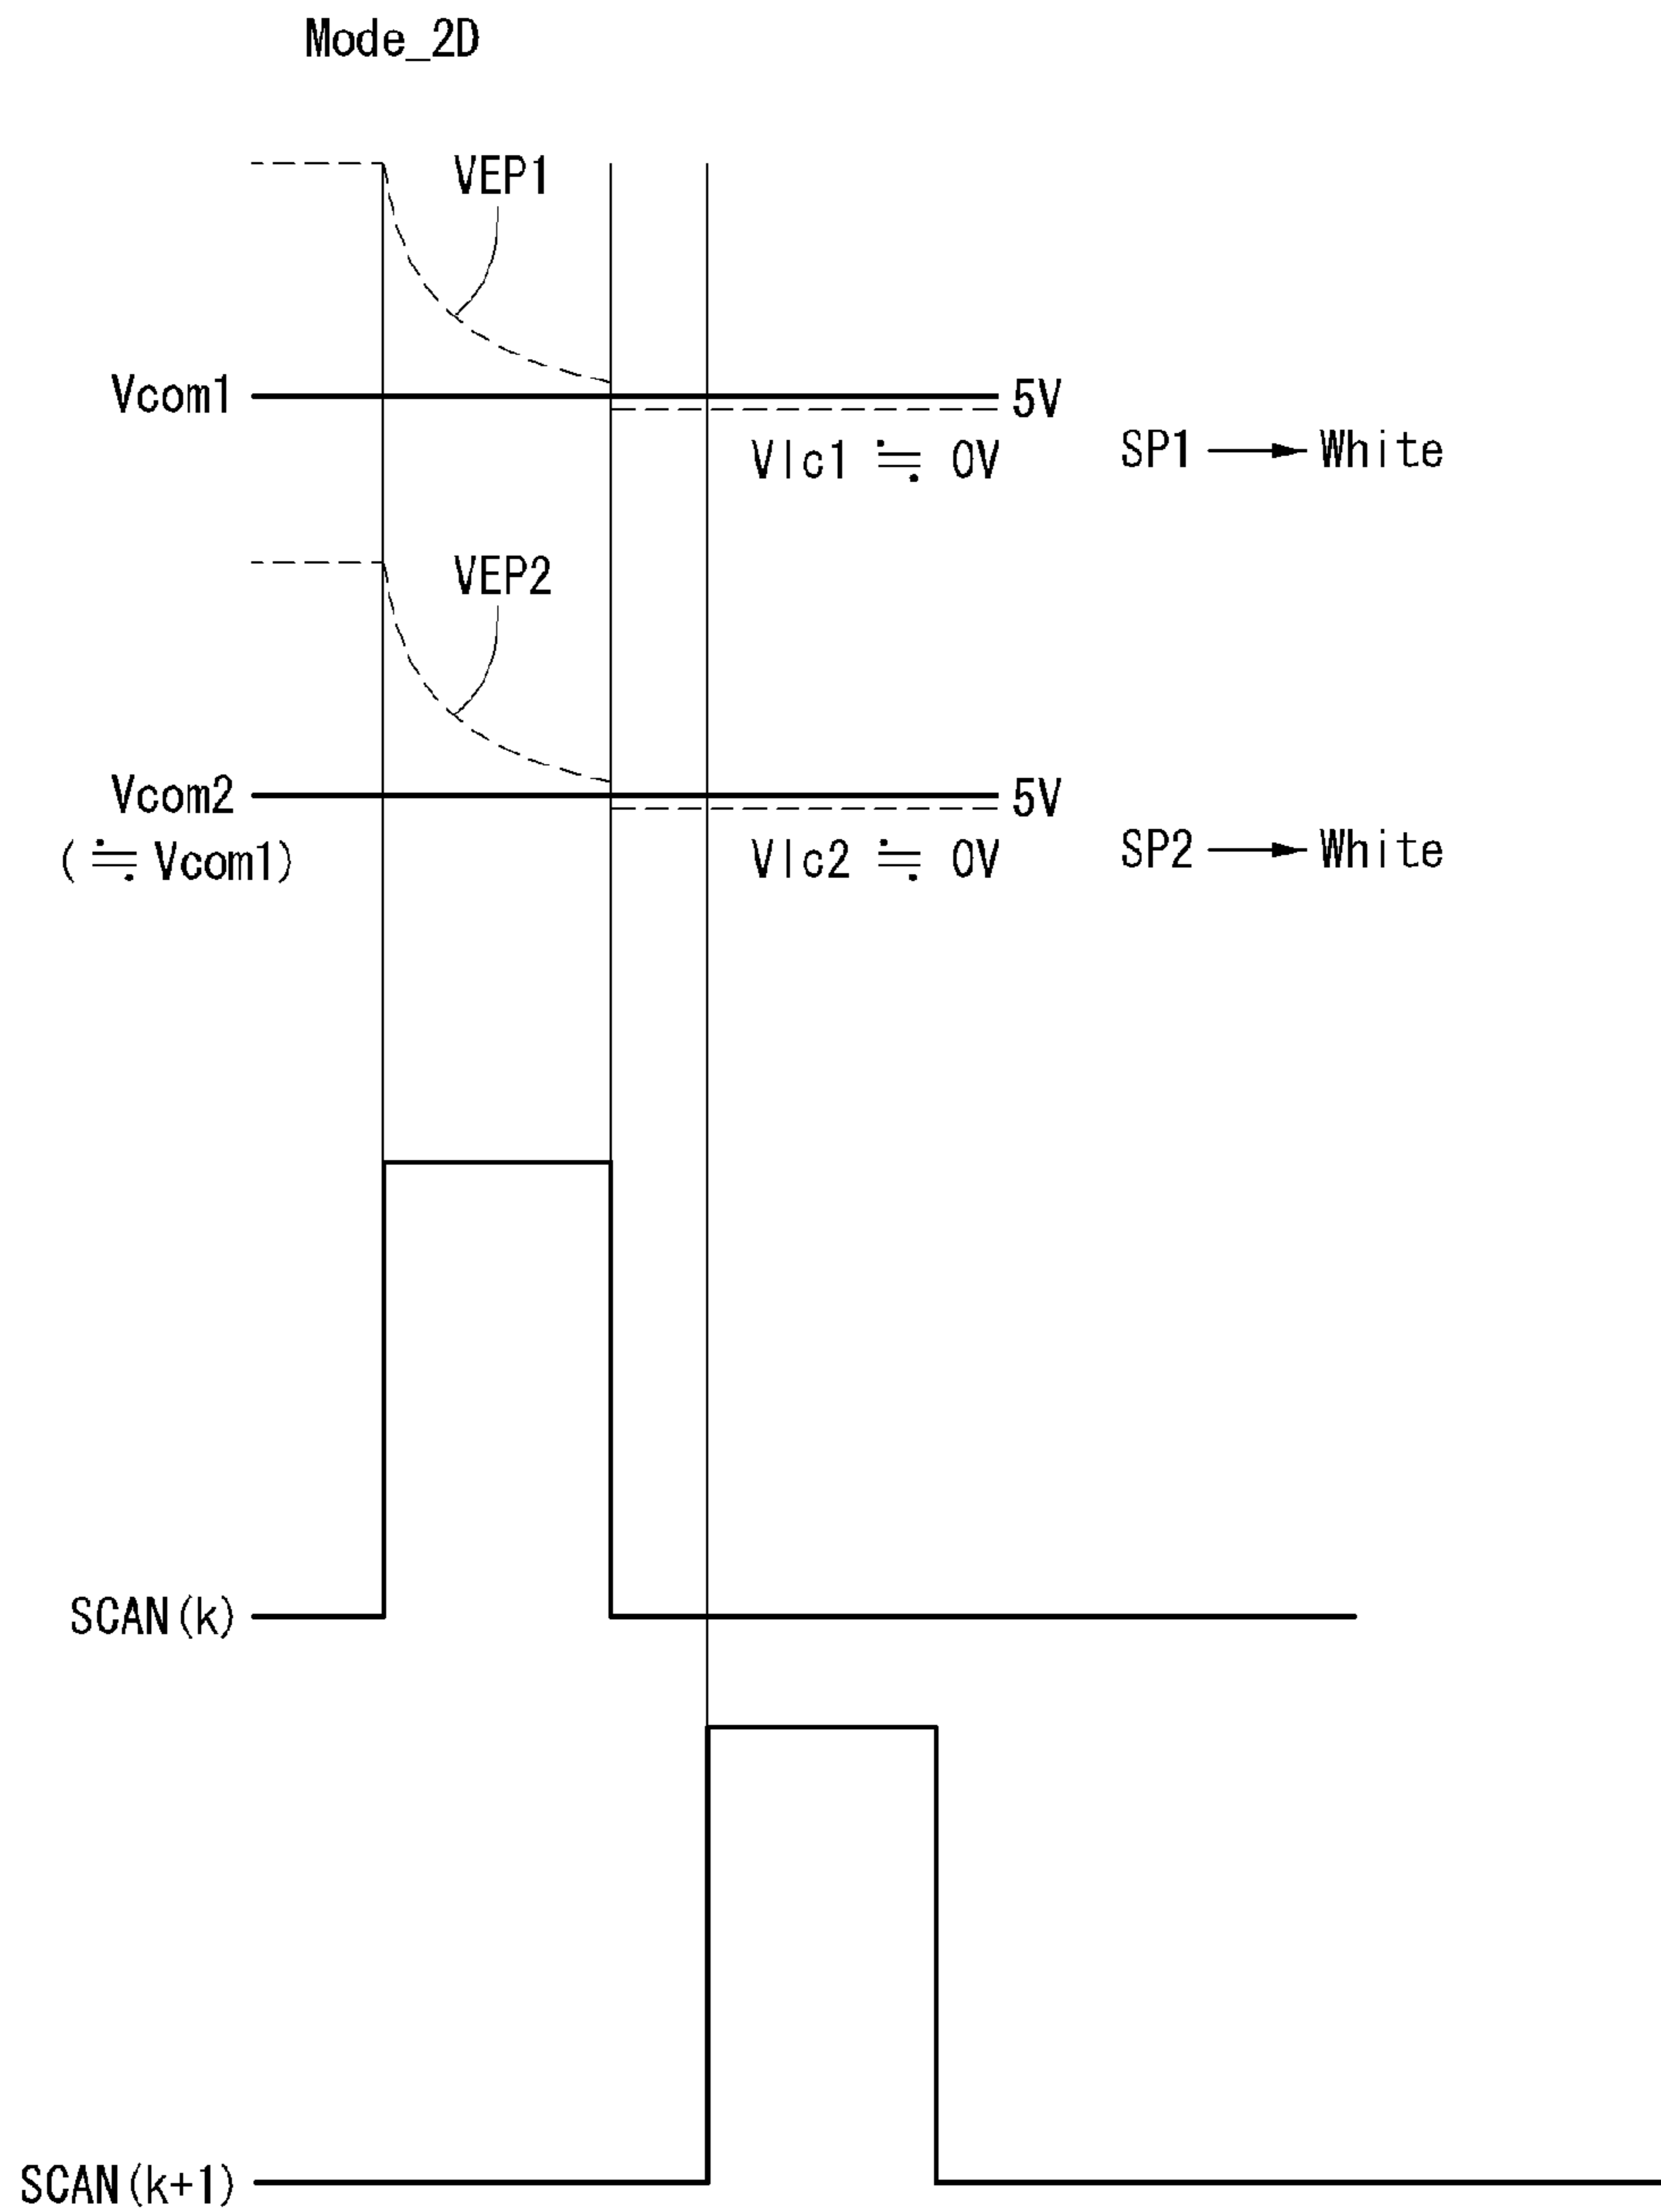 Mode_2D
VEP1
Vcom1 5V
Vlc1 ≒ 0V SP1 → White
VEP2
Vcom2 5V
(≒ Vcom1) Vlc2 ≒ 0V SP2 → White
SCAN(k)
SCAN(k+1)